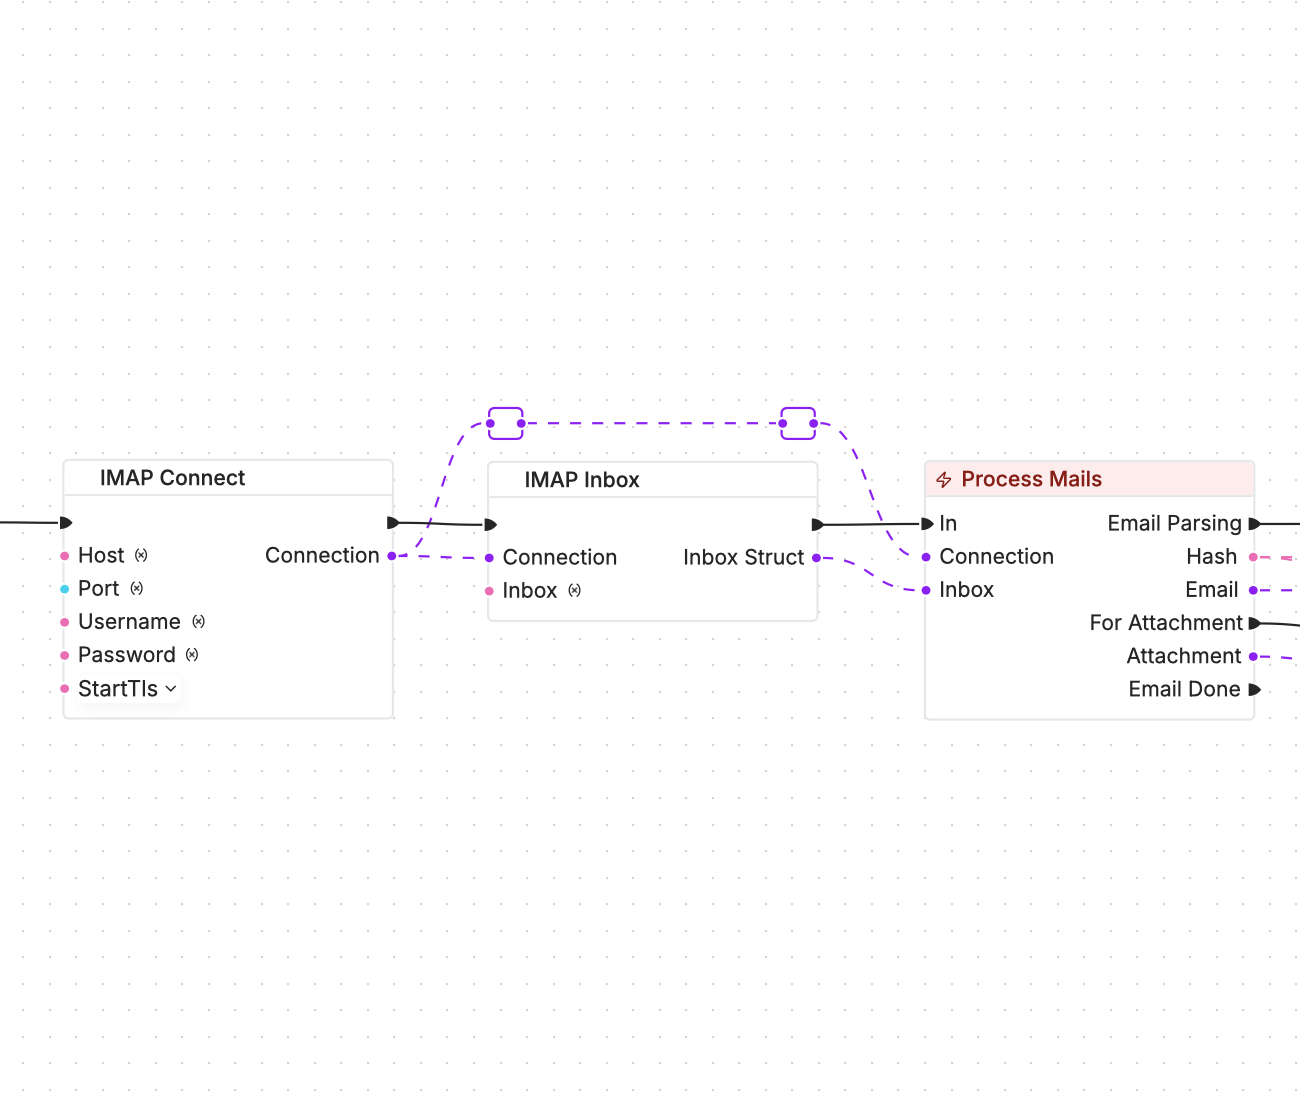 IMAP Connect
Host (×)
Port (×)
Username (×)
Password (×)
StartTls
Connection
IMAP Inbox
Connection
Inbox (×)
Inbox Struct
Process Mails
In
Connection
Inbox
Email Parsing
Hash
Email
For Attachment
Attachment
Email Done